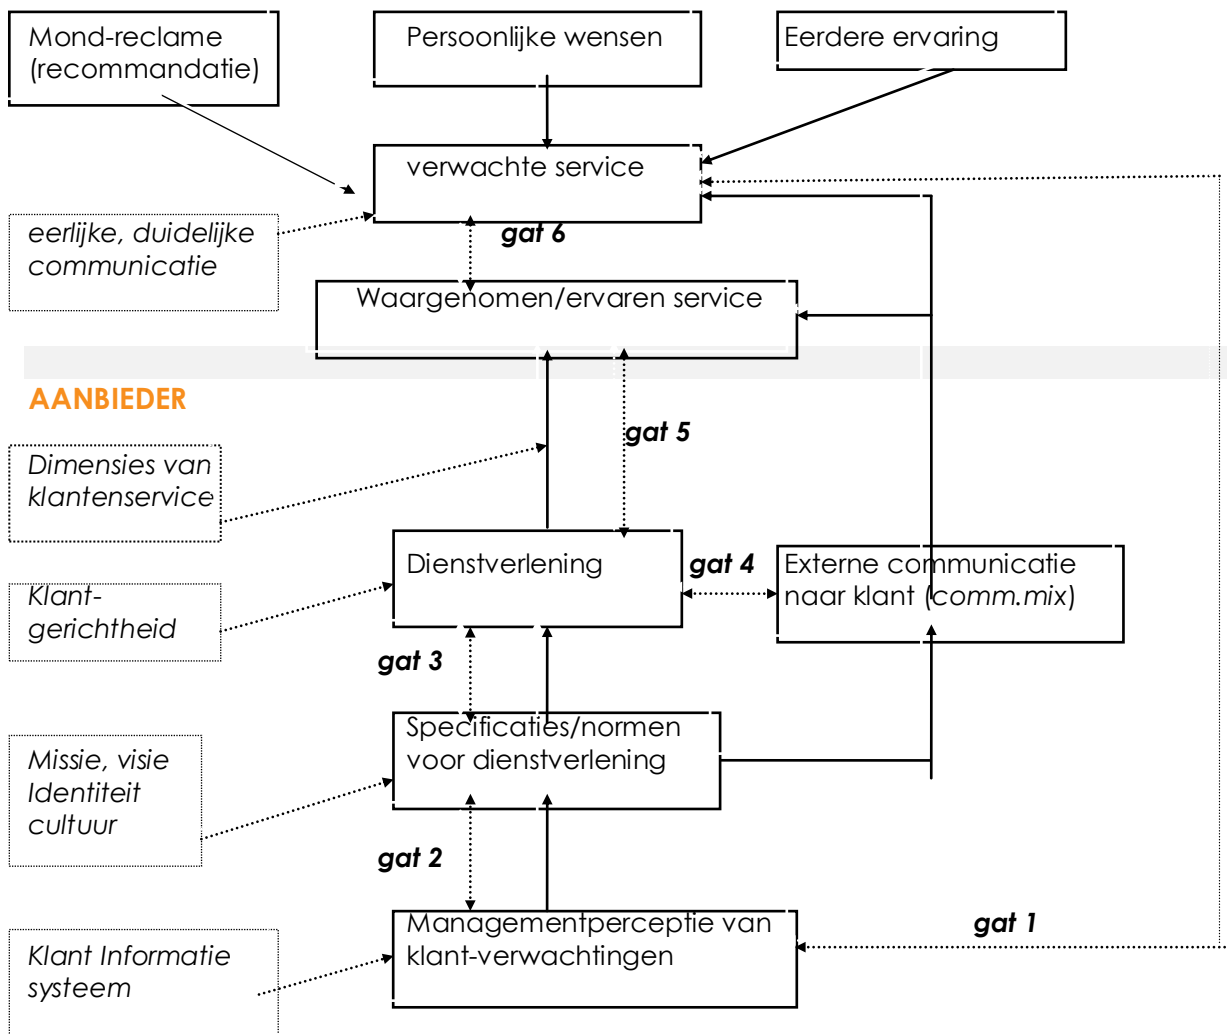 Mond-reclame
(recommandatie)
Persoonlijke wensen
Eerdere ervaring
verwachte service
eerlijke, duidelijke
communicatie
gat 6
Waargenomen/ervaren service
AANBIEDER
gat 5
Dimensies van
klantenservice
Dienstverlening
gat 4
Externe communicatie
naar klant (comm.mix)
Klant-
gerichtheid
gat 3
Specificaties/normen
voor dienstverlening
Missie, visie
Identiteit
cultuur
gat 2
Managementperceptie van
klant-verwachtingen
gat 1
Klant Informatie
systeem